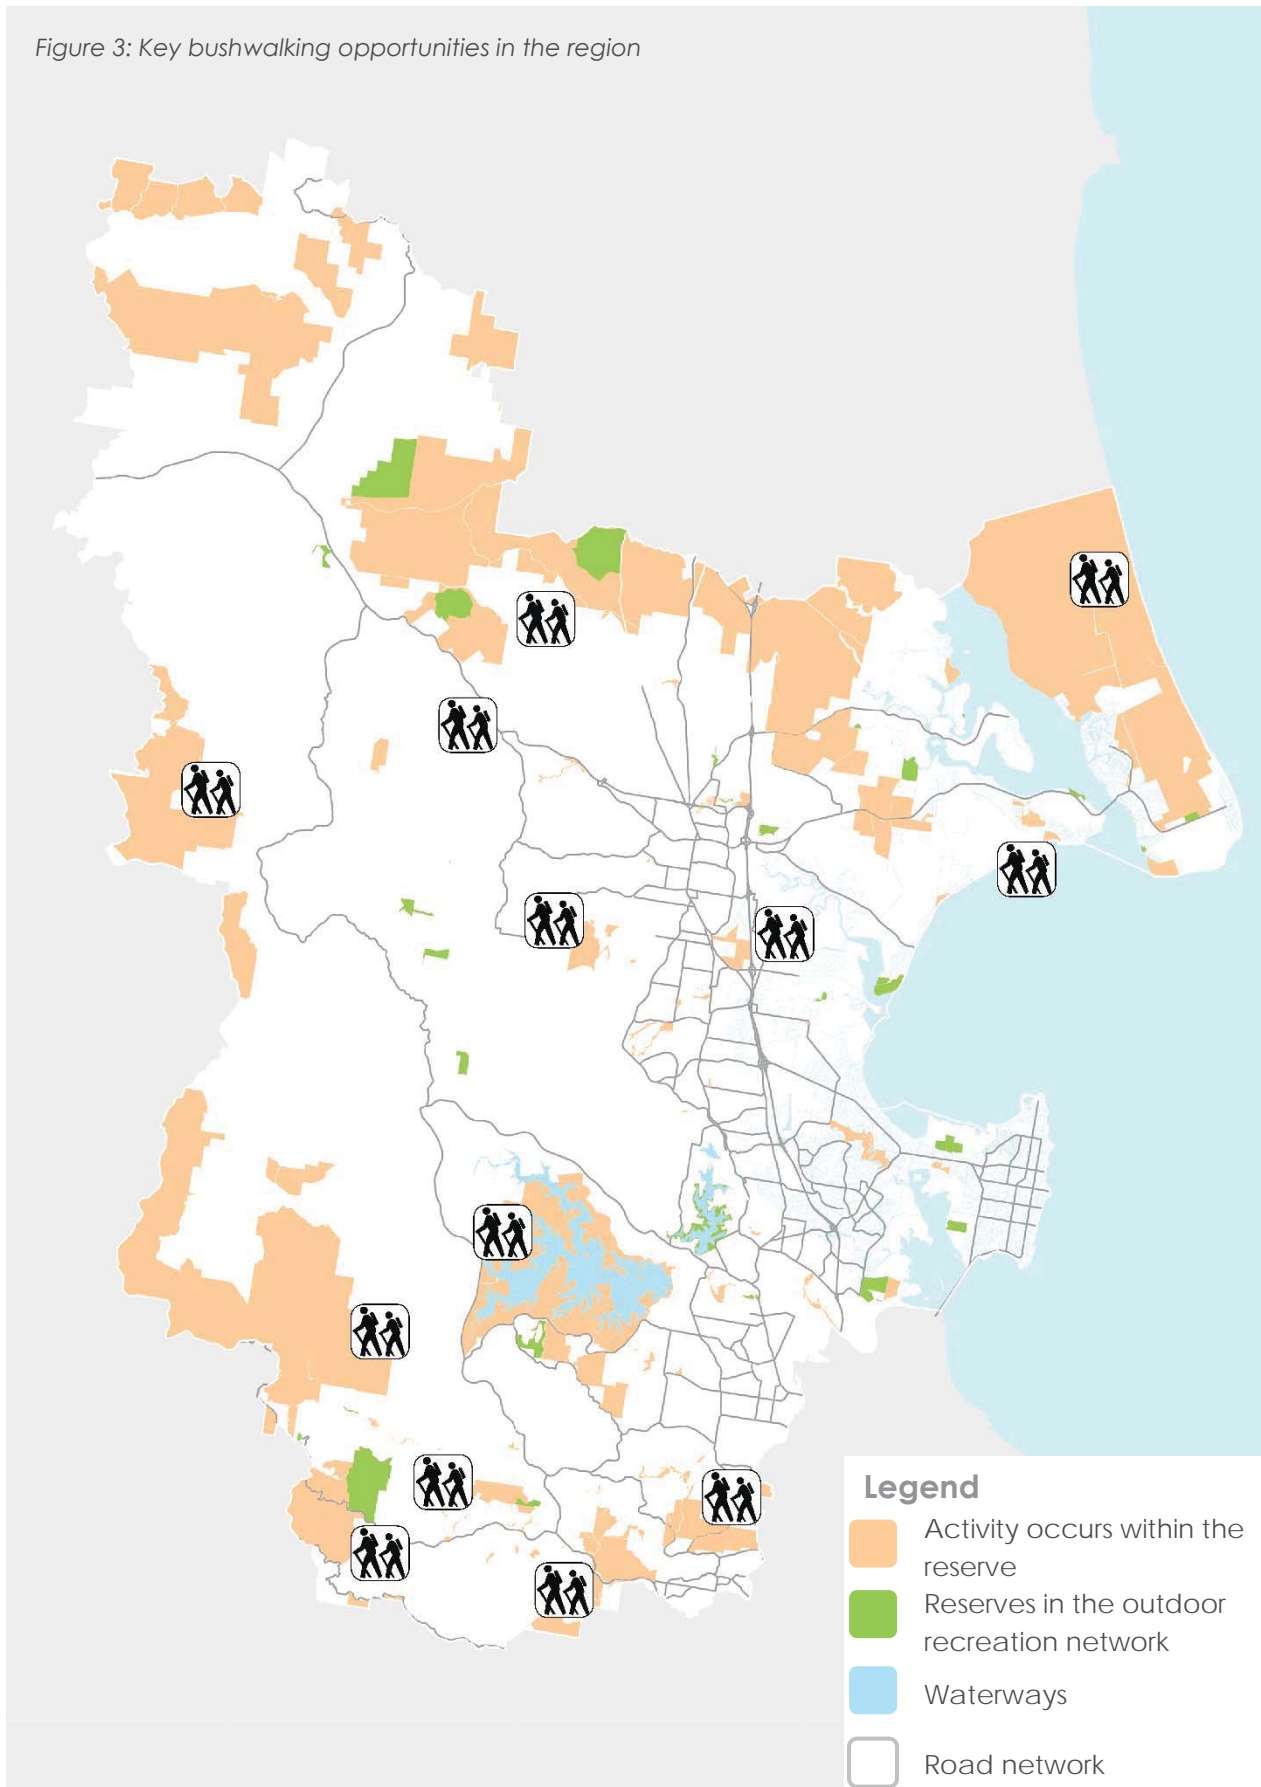 Figure 3: Key bushwalking opportunities in the region
Legend
Activity occurs within the
reserve
Reserves in the outdoor
recreation network
Waterways
Road network